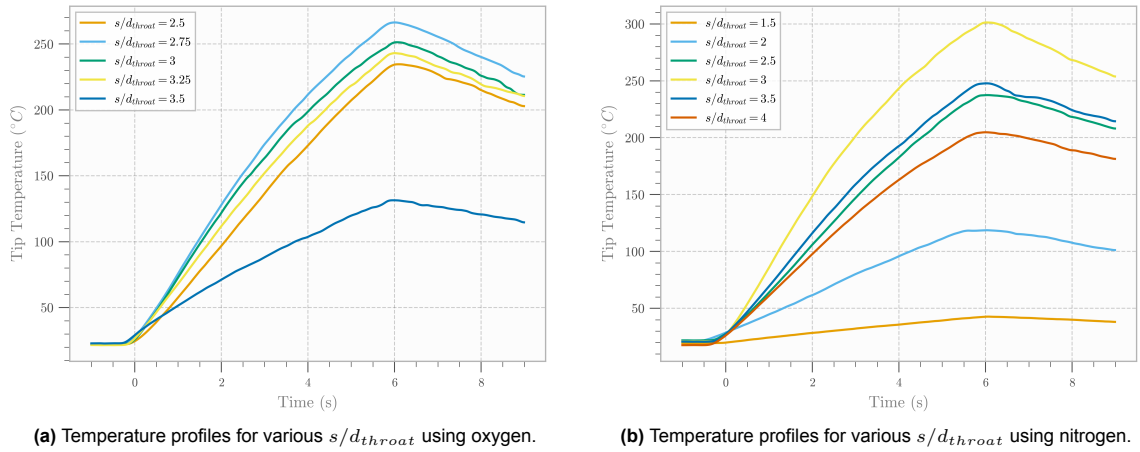 s/d_throat = 2.5
s/d_throat = 2.75
s/d_throat = 3
s/d_throat = 3.25
s/d_throat = 3.5
250
200
150
100
50
Tip Temperature (°C)
0 2 4 6 8
Time (s)
(a) Temperature profiles for various s/d_throat using oxygen.
s/d_throat = 1.5
s/d_throat = 2
s/d_throat = 2.5
s/d_throat = 3
s/d_throat = 3.5
s/d_throat = 4
300
250
200
150
100
50
Tip Temperature (°C)
0 2 4 6 8
Time (s)
(b) Temperature profiles for various s/d_throat using nitrogen.